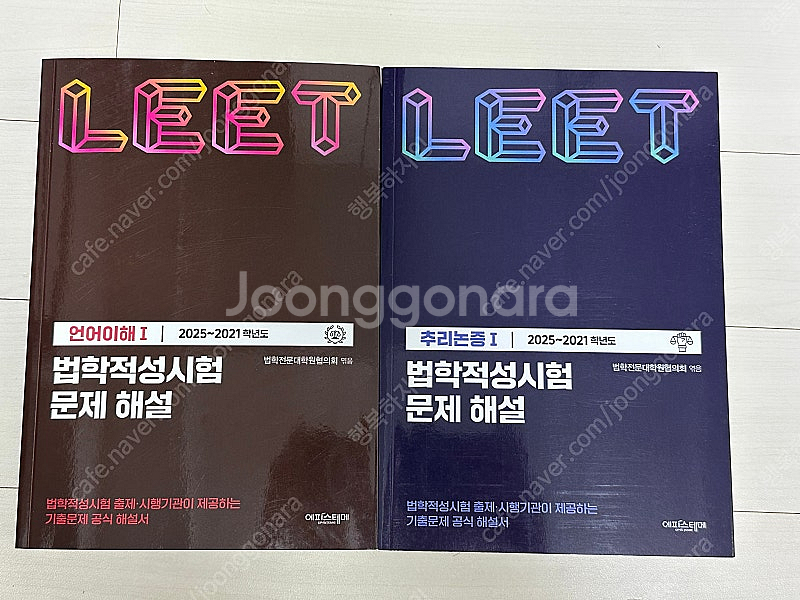 LEET
언어이해 I | 2025~2021 학년도
법학적성시험
문제 해설
법학전문대학원협의회 엮음
법학적성시험 출제·시행기관이 제공하는
기출문제 공식 해설서
에피스테메
LEET
추리논증 I | 2025~2021 학년도
법학적성시험
문제 해설
법학전문대학원협의회 엮음
법학적성시험 출제·시행기관이 제공하는
기출문제 공식 해설서
에피스테메
Joonggonara
cafe.naver.com/joonggonara